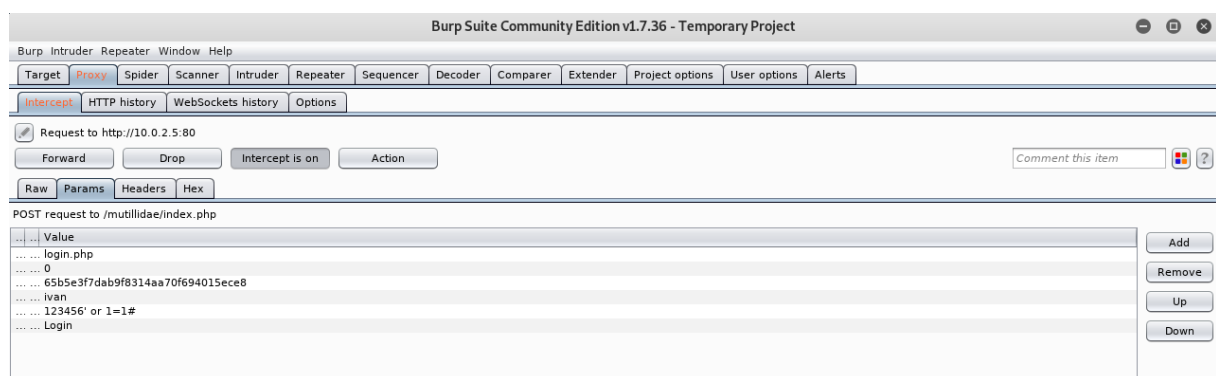 Burp Suite Community Edition v1.7.36 - Temporary Project
Burp Intruder Repeater Window Help
Target Proxy Spider Scanner Intruder Repeater Sequencer Decoder Comparer Extender Project options User options Alerts
Intercept HTTP history WebSockets history Options
Request to http://10.0.2.5:80
Forward Drop Intercept is on Action Comment this item ?
Raw Params Headers Hex
POST request to /mutillidae/index.php
... ... Value
... ... login.php
... ... 0
... ... 65b5e3f7dab9f8314aa70f694015ece8
... ... ivan
... ... 123456' or 1=1#
... ... Login
Add
Remove
Up
Down